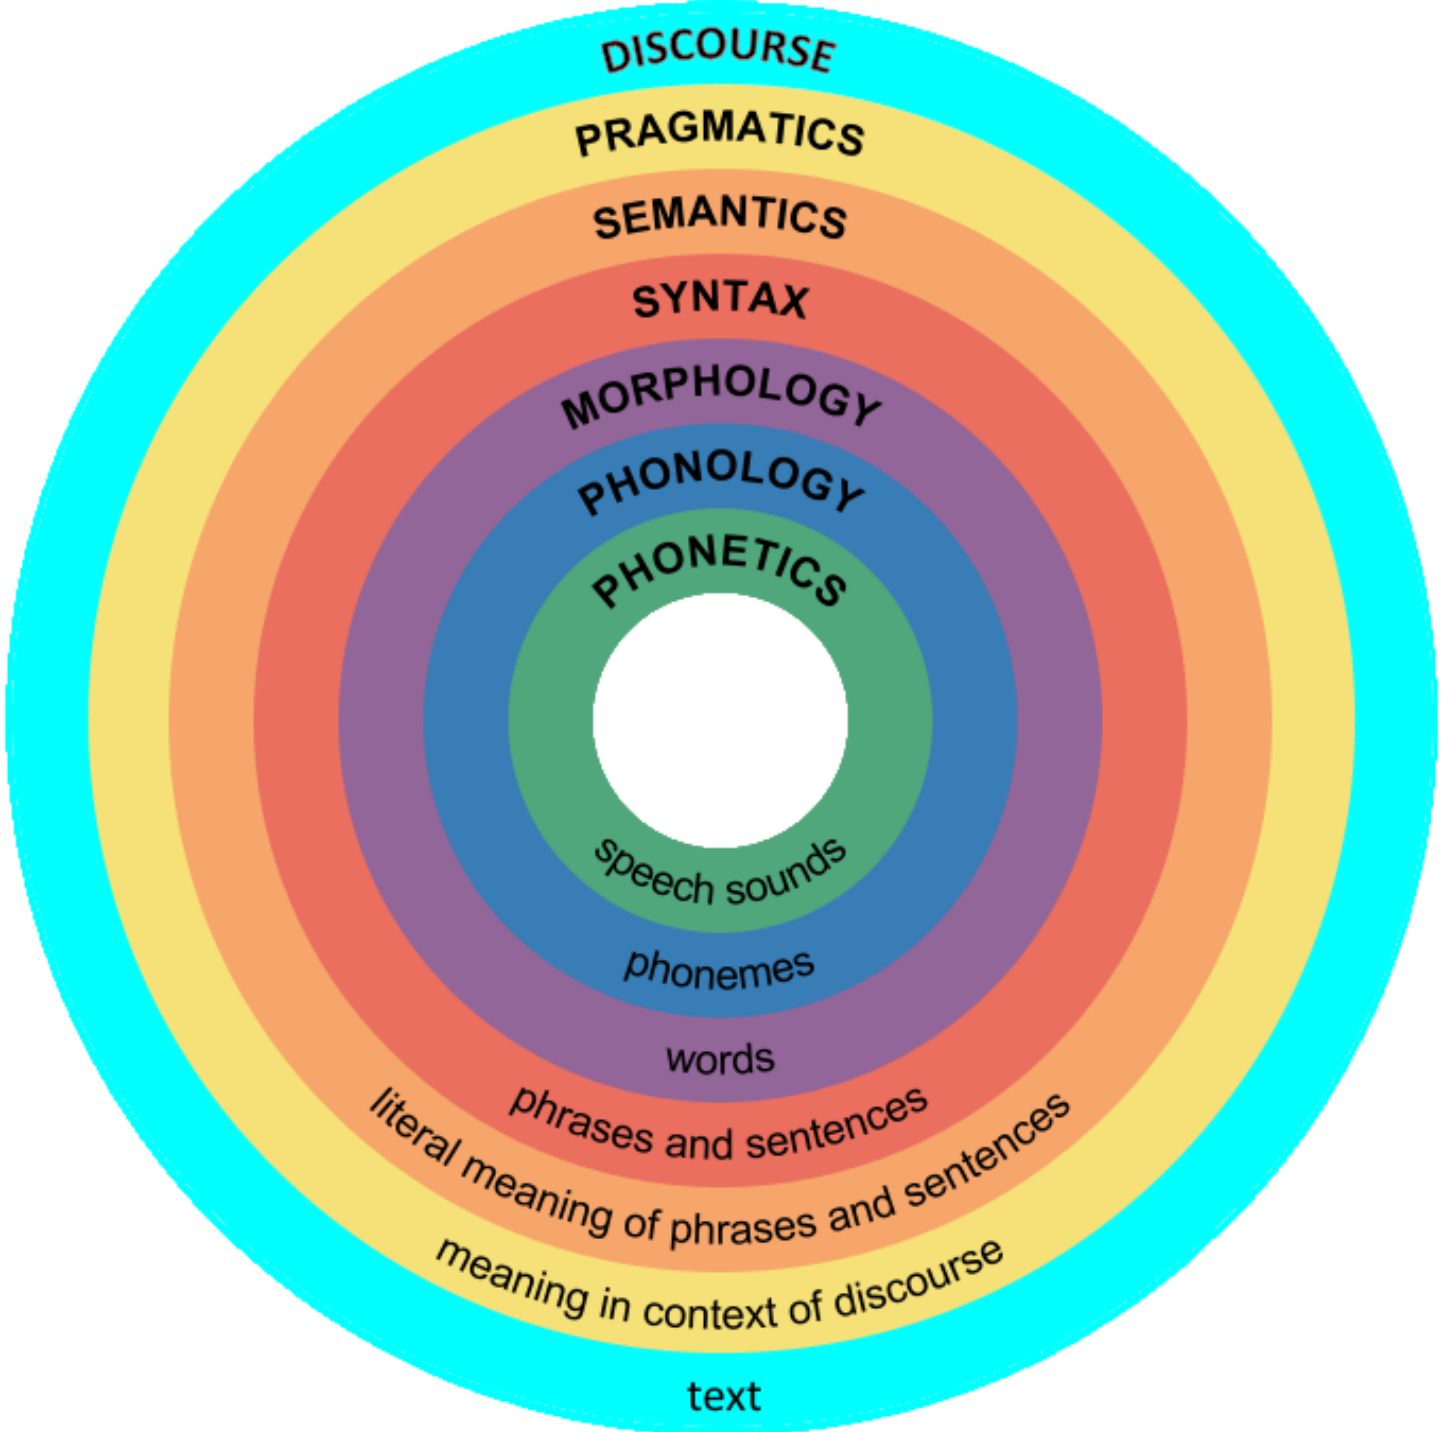 DISCOURSE
PRAGMATICS
SEMANTICS
SYNTAX
MORPHOLOGY
PHONOLOGY
PHONETICS
speech sounds
phonemes
words
phrases and sentences
literal meaning of phrases and sentences
meaning in context of discourse
text